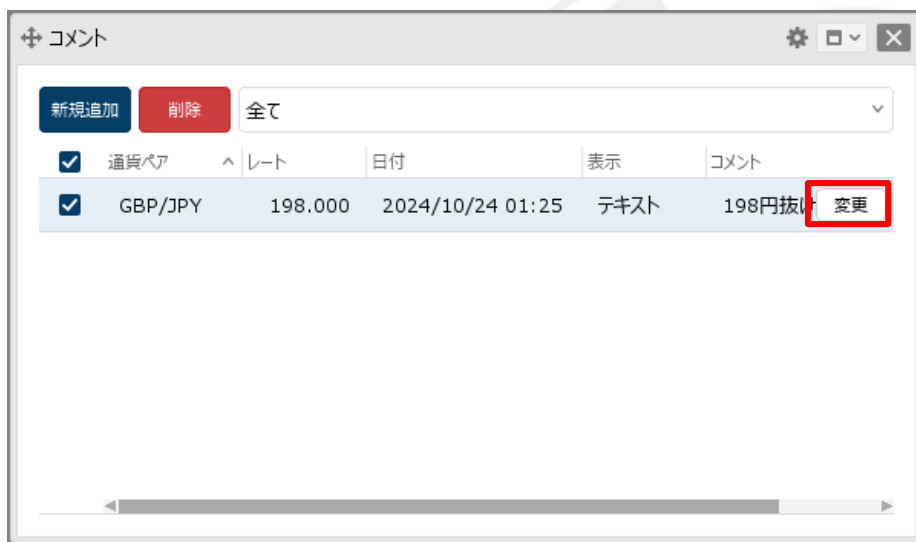 コメント
新規追加 削除 全て
通貨ペア レート 日付 表示 コメント
GBP/JPY 198.000 2024/10/24 01:25 テキスト 198円抜け 変更